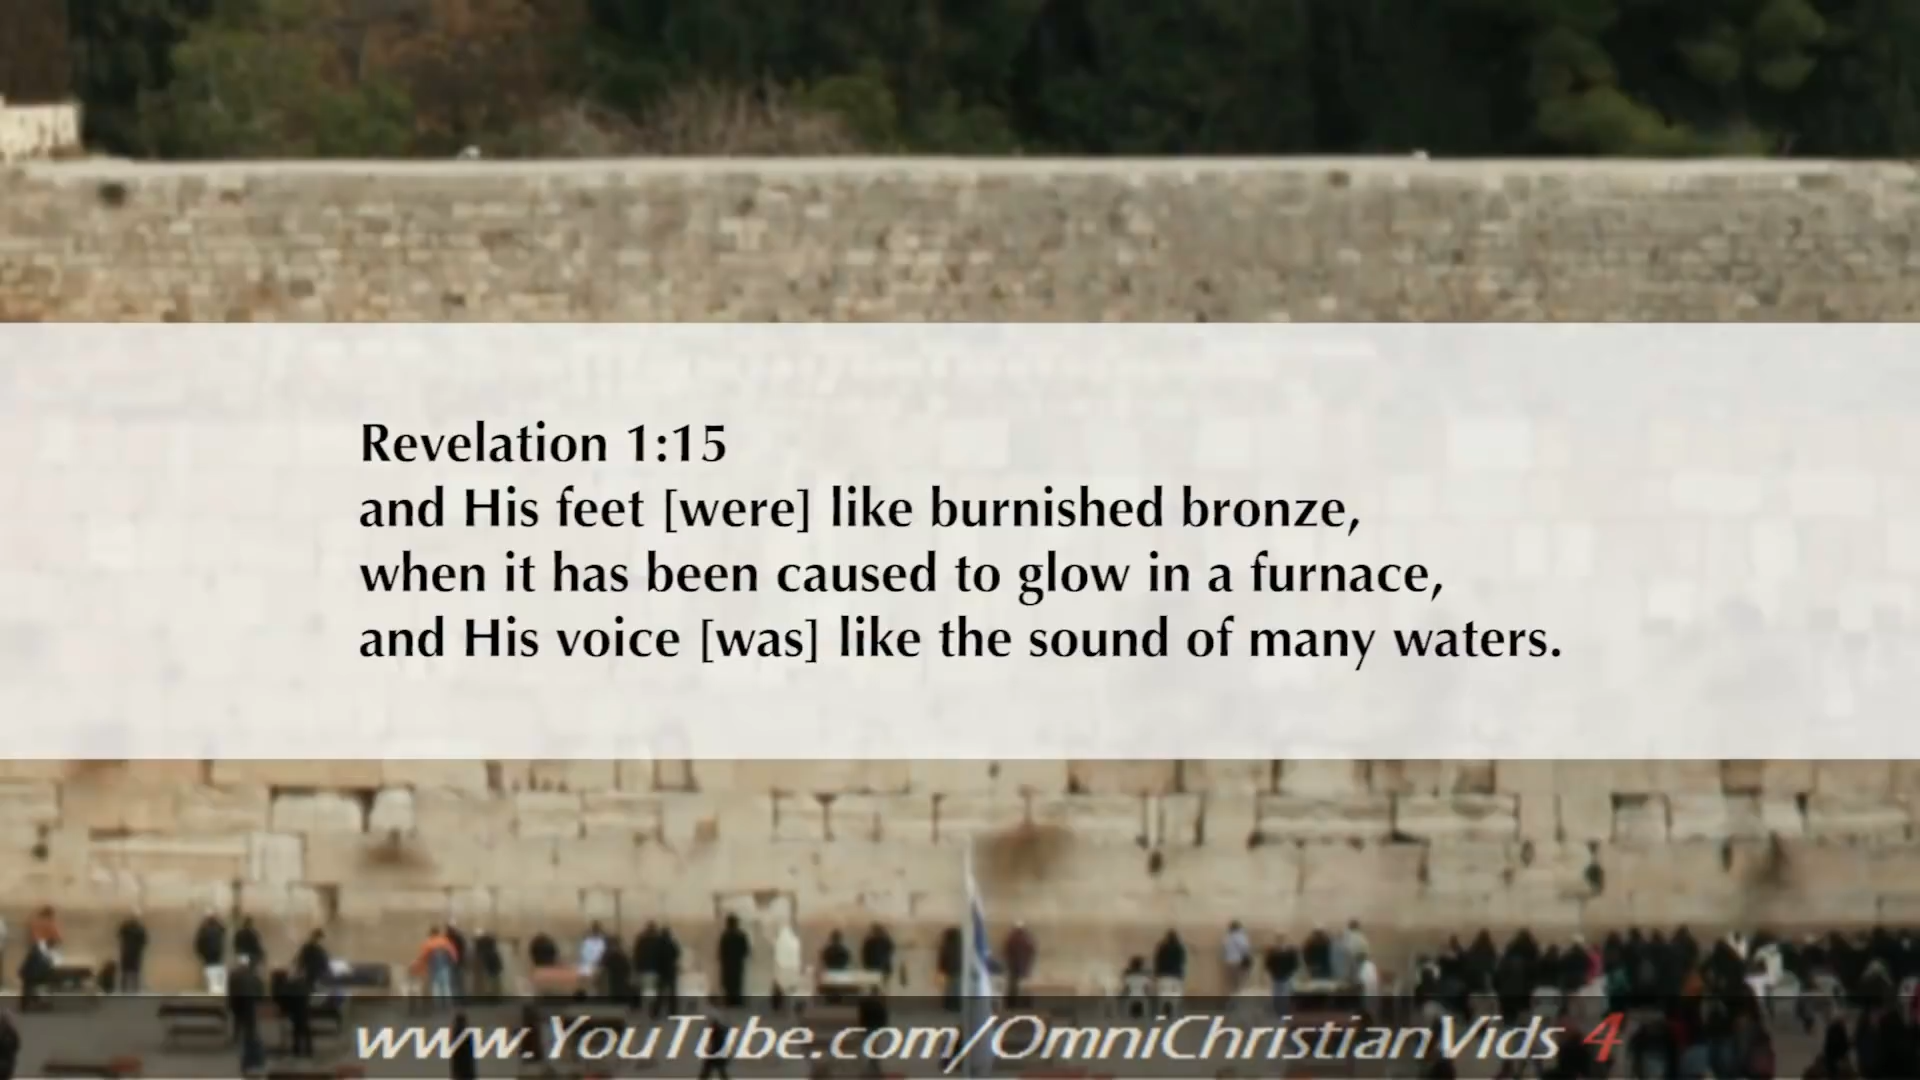 Revelation 1:15
and His feet [were] like burnished bronze,
when it has been caused to glow in a furnace,
and His voice [was] like the sound of many waters.
www.YouTube.com/OmniChristianVids 4